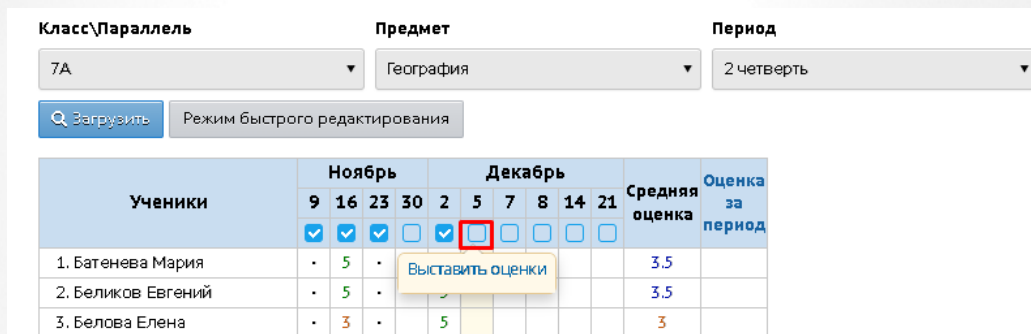 Класс\Параллель Предмет Период
7А География 2 четверть
Загрузить Режим быстрого редактирования
Ученики Ноябрь Декабрь Средняя оценка Оценка за период
9 16 23 30 2 5 7 8 14 21
1. Батенева Мария · 5 · 3.5
Выставить оценки
2. Беликов Евгений · 5 · 3.5
3. Белова Елена · 3 · 5 3